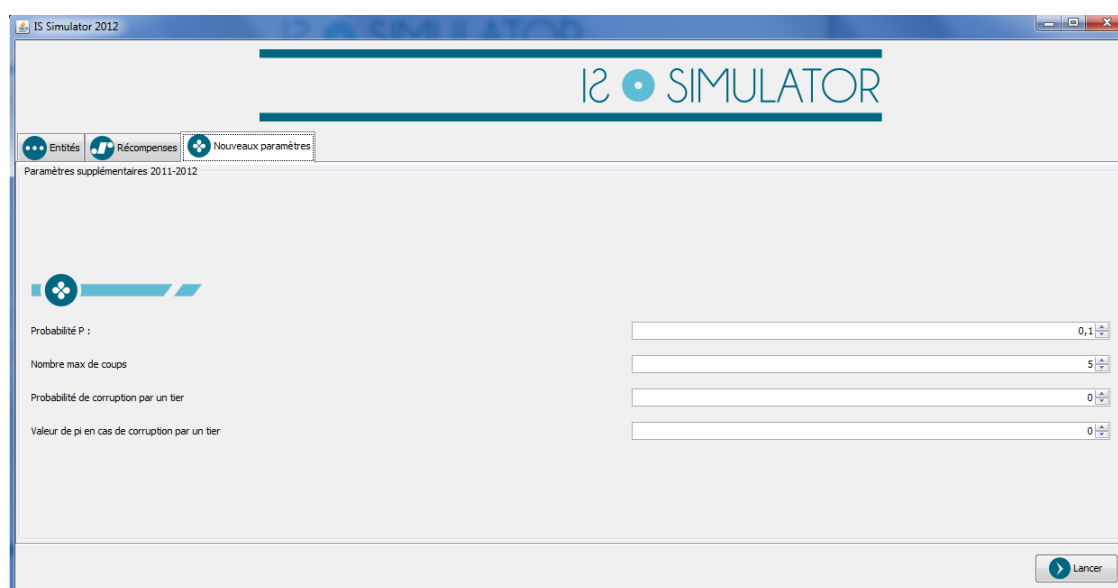 IS Simulator 2012
IS SIMULATOR
Entités
Récompenses
Nouveaux paramètres
Paramètres supplémentaires 2011-2012
Probabilité P :
0,1
Nombre max de coups
5
Probabilité de corruption par un tier
0
Valeur de pi en cas de corruption par un tier
0
Lancer